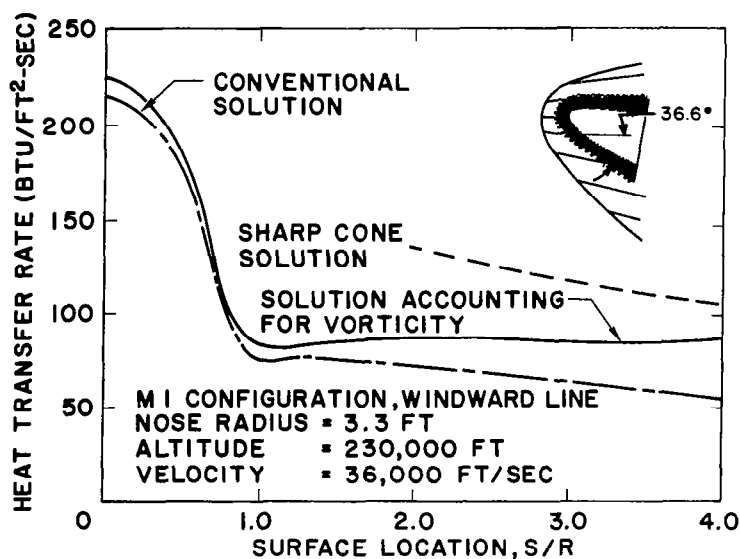 HEAT TRANSFER RATE (BTU/FT²-SEC)
250
200
150
100
50
0
CONVENTIONAL
SOLUTION
36.6°
SHARP CONE
SOLUTION
SOLUTION ACCOUNTING
FOR VORTICITY
M1 CONFIGURATION, WINDWARD LINE
NOSE RADIUS = 3.3 FT
ALTITUDE = 230,000 FT
VELOCITY = 36,000 FT/SEC
1.0 2.0 3.0 4.0
SURFACE LOCATION, S/R